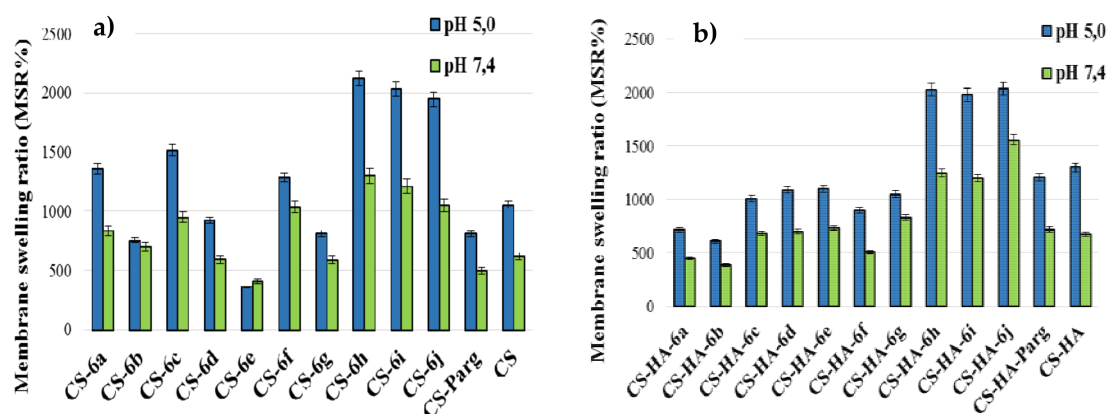 a)
pH 5,0
pH 7,4
Membrane swelling ratio (MSR%)
2500
2000
1500
1000
500
0
CS-6a
CS-6b
CS-6c
CS-6d
CS-6e
CS-6f
CS-6g
CS-6h
CS-6i
CS-6j
CS-Parg
CS
b)
pH 5,0
pH 7,4
Membrane swelling ratio (MSR%)
2500
2000
1500
1000
500
0
CS-HA-6a
CS-HA-6b
CS-HA-6c
CS-HA-6d
CS-HA-6e
CS-HA-6f
CS-HA-6g
CS-HA-6h
CS-HA-6i
CS-HA-6j
CS-HA-Parg
CS-HA